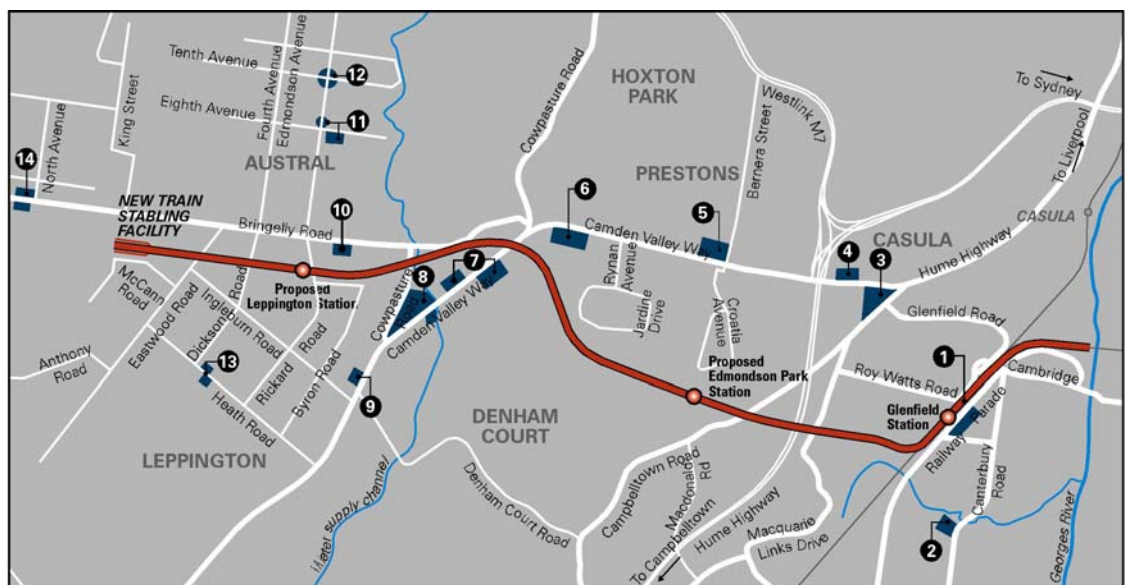 Tenth Avenue
12
King Street
Fourth Avenue
Edmondson Avenue
Eighth Avenue
11
AUSTRAL
14
North Avenue
NEW TRAIN
STABLING
FACILITY
Bringelly Road
10
Cowpasture Road
HOXTON
PARK
Westlink M7
To Sydney
To Liverpool
PRESTONS
Bernera Street
6
5
Camden Valley Way
4
CASULA
3
CASULA
Hume Highway
McCann
Road
Proposed
Leppington Station
Cowpasture
Road
8
7
Camden Valley Way
Rynan
Avenue
Jardine
Drive
Croatia
Avenue
Glenfield Road
Eastwood Road
Ingleburn Road
Dickson
Road
Rickard
Road
Byron Road
Anthony
Road
13
Heath Road
9
LEPPINGTON
Proposed
Edmondson Park
Station
1
Roy Watts Road
Cambridge
Glenfield
Station
Railway Parade
DENHAM
COURT
Canterbury
Road
Water supply channel
Denham Court Road
Campbelltown Road
Macdonald
Rd
To Campbelltown
Hume Highway
Macquarie
Links Drive
2
Georges River